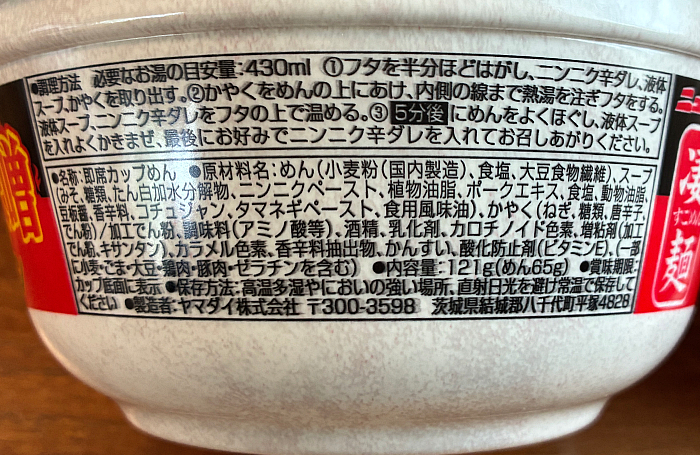 ●調理方法 必要なお湯の目安量:430ml ①フタを半分ほどはがし、ニンニク辛ダレ、液体
スープ、かやくを取り出す。②かやくをめんの上にあけ、内側の線まで熱湯を注ぎフタをする。
液体スープ、ニンニク辛ダレをフタの上で温める。③ 5分後 にめんをよくほぐし、液体スープ
を入れよくかきまぜ、最後にお好みでニンニク辛ダレを入れてお召しあがりください。
●名称:即席カップめん ●原材料名:めん(小麦粉(国内製造)、食塩、大豆食物繊維)、スープ
(みそ、糖類、たん白加水分解物、ニンニクペースト、植物油脂、ポークエキス、食塩、動物油脂、
豆板醤、香辛料、コチュジャン、タマネギペースト、食用風味油)、かやく(ねぎ、糖類、唐辛子、
でん粉)/加工でん粉、調味料(アミノ酸等)、酒精、乳化剤、カロチノイド色素、増粘剤(加工
でん粉、キサンタン)、カラメル色素、香辛料抽出物、かんすい、酸化防止剤(ビタミンE)、(一部
に小麦・ごま・大豆・鶏肉・豚肉・ゼラチンを含む) ●内容量:121g(めん65g) ●賞味期限:
カップ底面に表示 ●保存方法:高温多湿やにおいの強い場所、直射日光を避け常温で保存して
ください ●製造者:ヤマダイ株式会社 〒300-3598 茨城県結城郡八千代町平塚4828
ニュ
凄
すごめん
麺